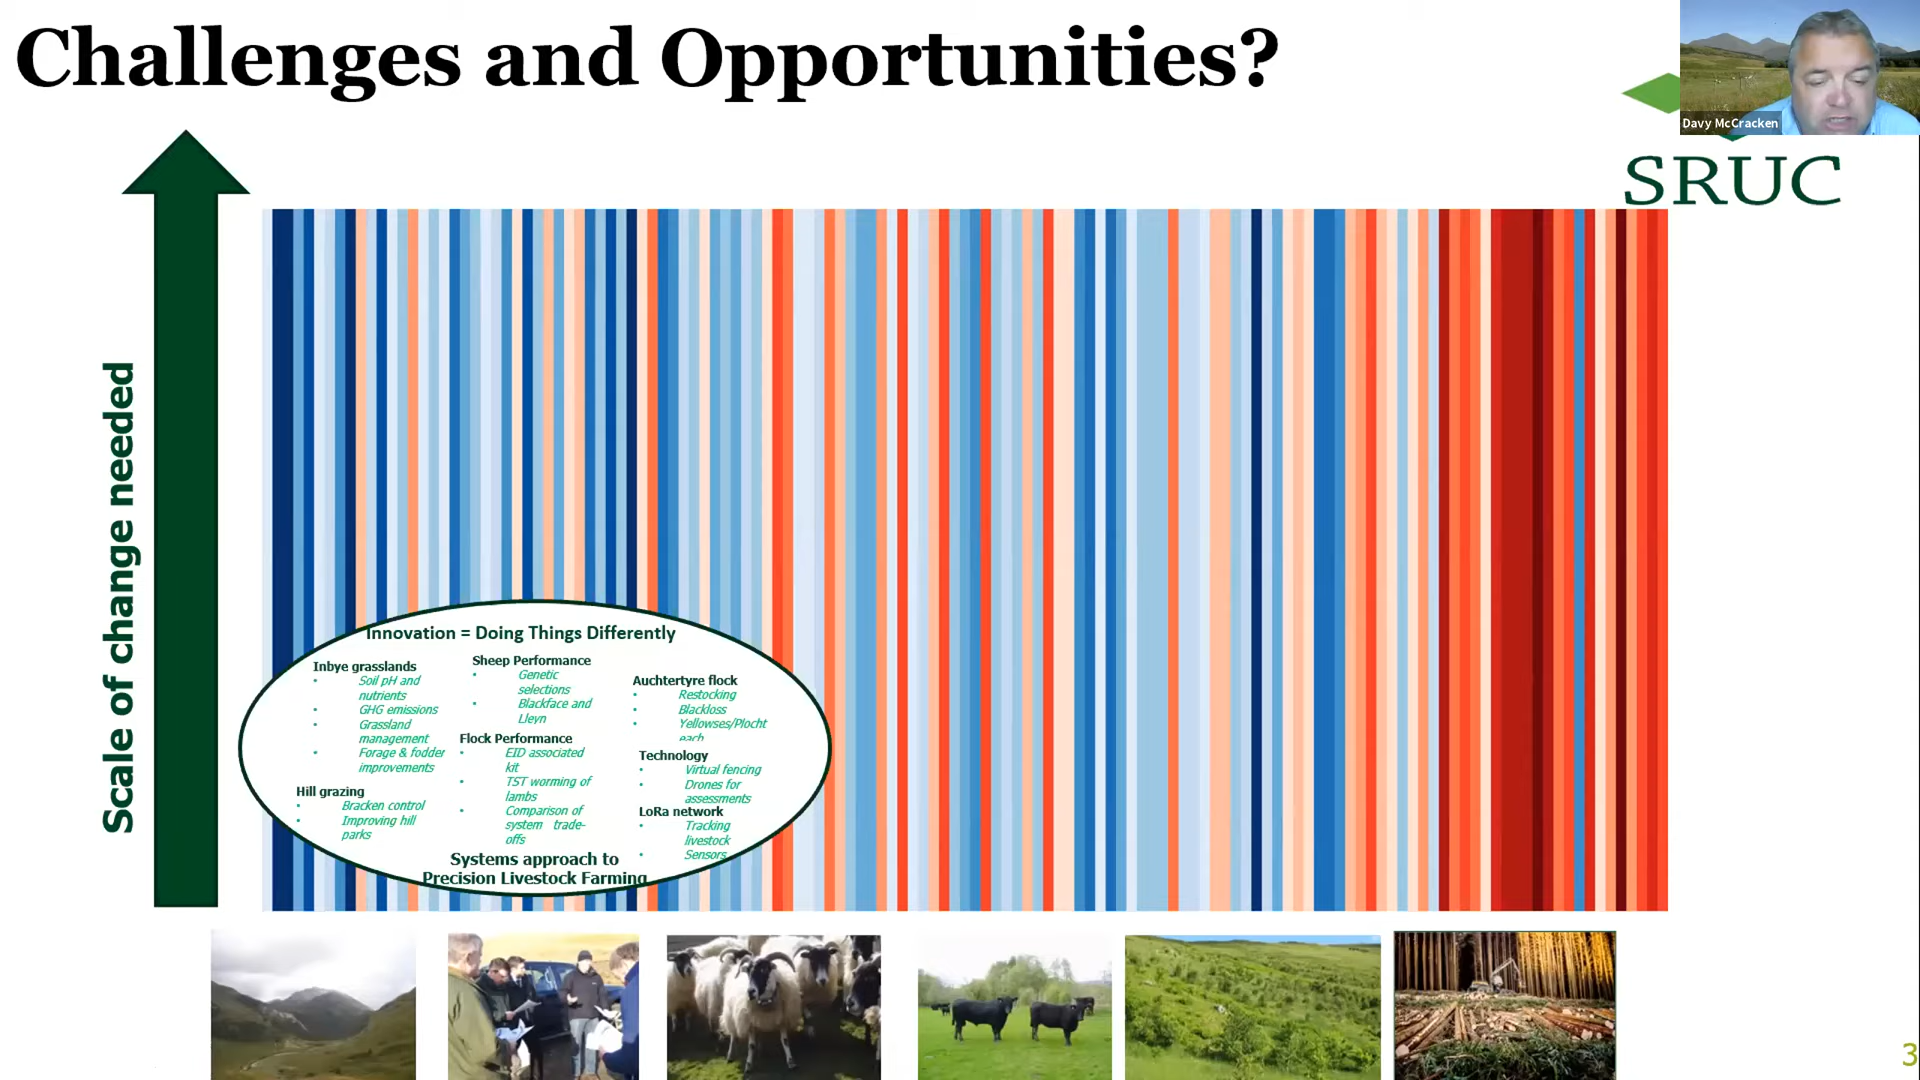 Challenges and Opportunities?
Davy McCracken
SRUC
Scale of change needed
Innovation = Doing Things Differently
Inbye grasslands
• Soil pH and
nutrients
• GHG emissions
• Grassland
management
• Forage & fodder
improvements
Hill grazing
• Bracken control
• Improving hill
parks
Sheep Performance
• Genetic
selections
• Blackface and
Lleyn
Flock Performance
• EID associated
kit
• TST worming of
lambs
• Comparison of
system trade-
offs
Auchtertyre flock
• Restocking
• Blackloss
• Yellowses/Plocht
each
Technology
• Virtual fencing
• Drones for
assessments
LoRa network
• Tracking
livestock
• Sensors
Systems approach to
Precision Livestock Farming
3